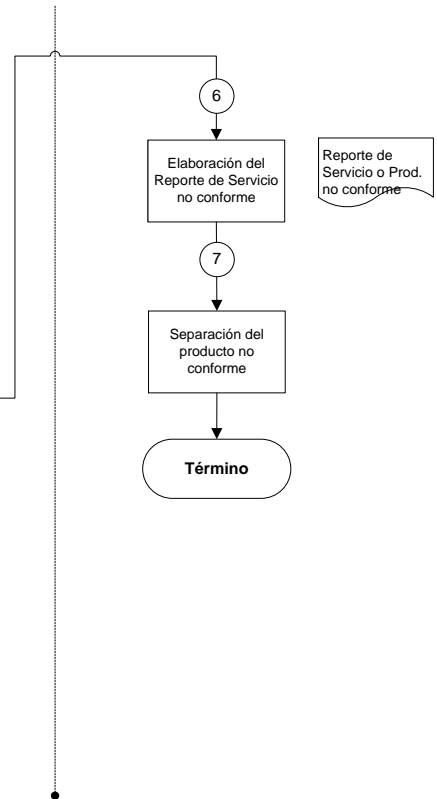 6
Elaboración del
Reporte de Servicio
no conforme
Reporte de
Servicio o Prod.
no conforme
7
Separación del
producto no
conforme
Término